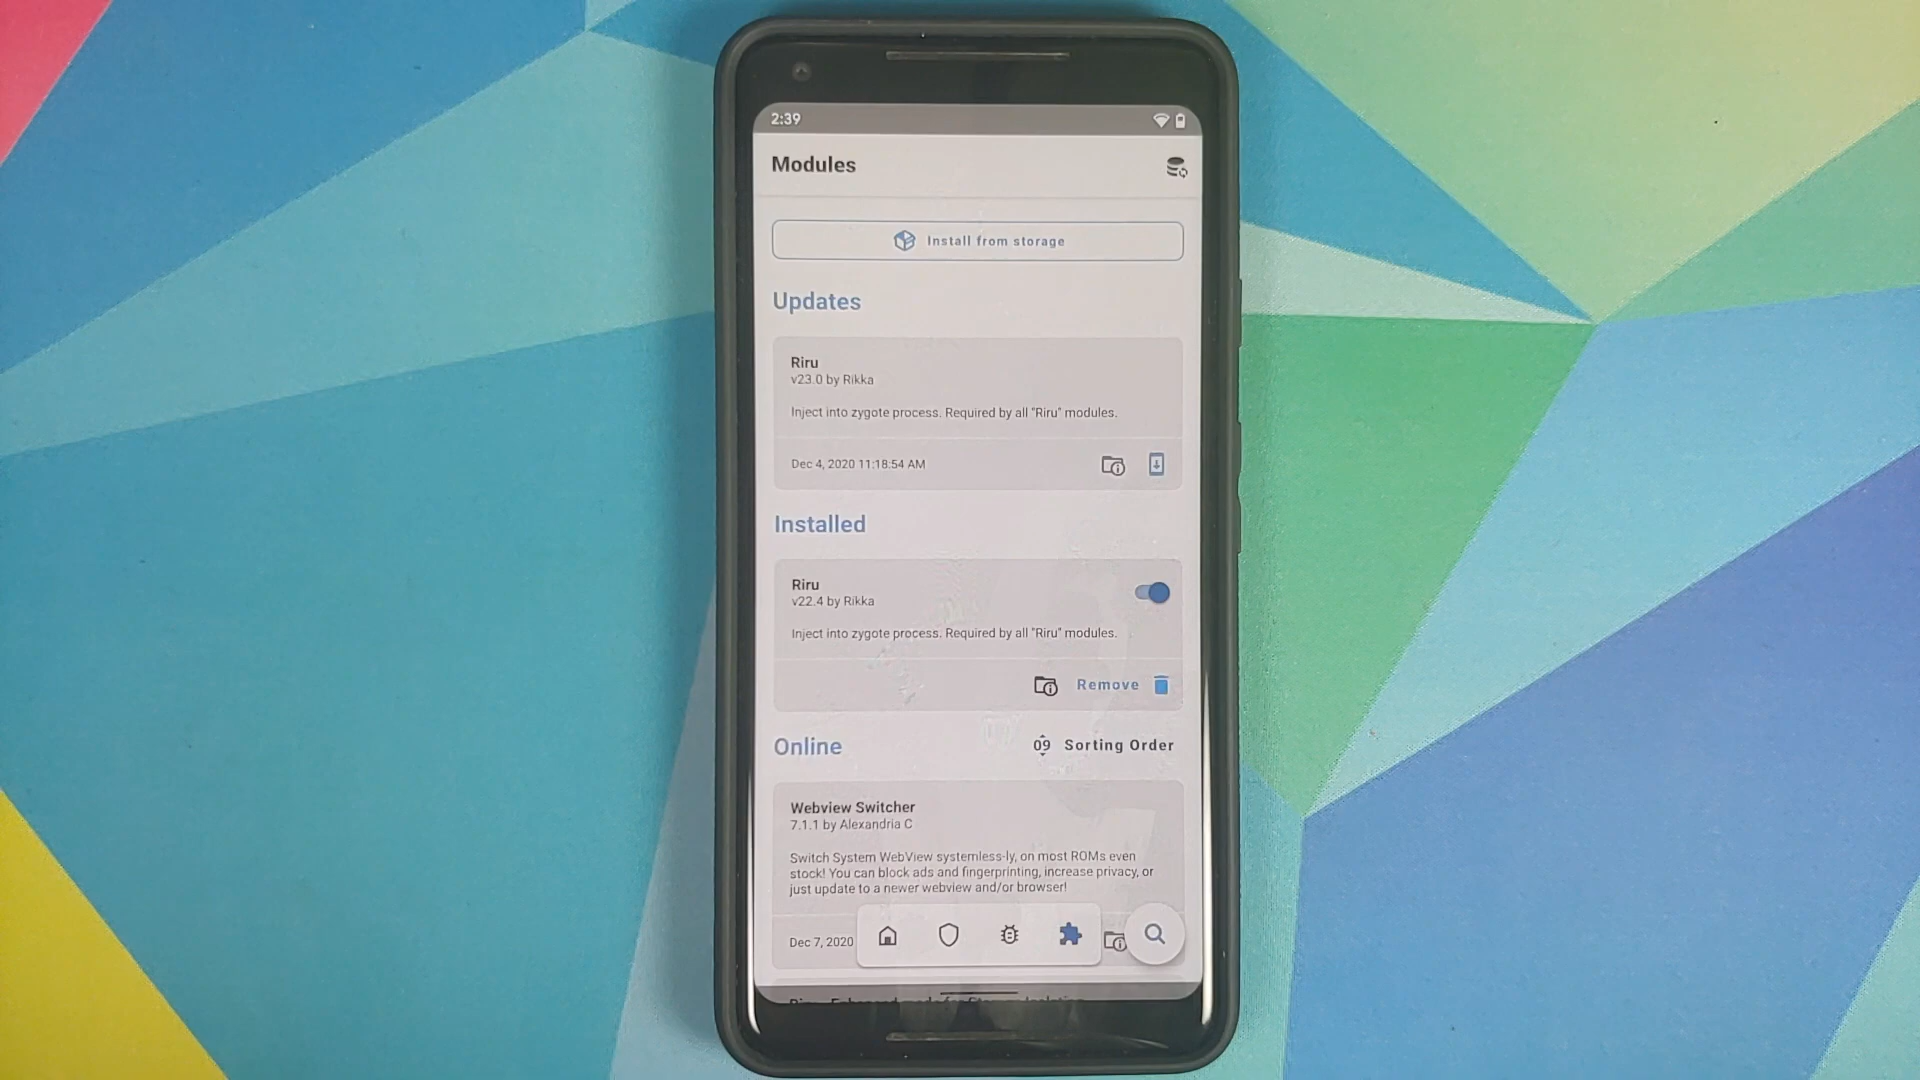 2:39
Modules
Install from storage
Updates
Riru
v23.0 by Rikka
Inject into zygote process. Required by all "Riru" modules.
Dec 4, 2020 11:18:54 AM
Installed
Riru
v22.4 by Rikka
Inject into zygote process. Required by all "Riru" modules.
Remove
Online
09 Sorting Order
Webview Switcher
7.1.1 by Alexandria C
Switch System WebView systemless-ly, on most ROMs even
stock! You can block ads and fingerprinting, increase privacy, or
just update to a newer webview and/or browser!
Dec 7, 2020